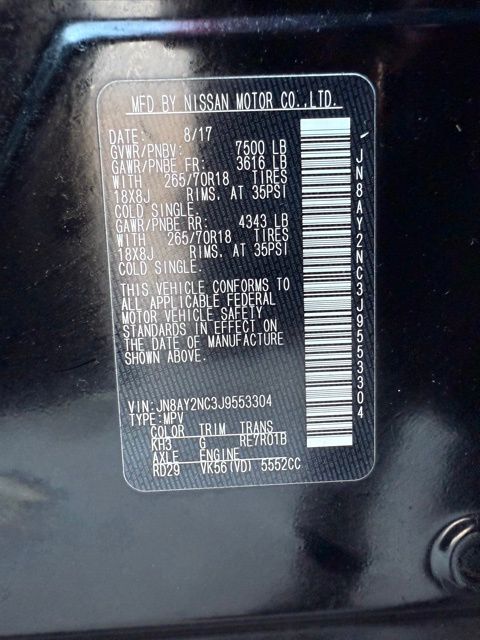 MFD BY NISSAN MOTOR CO.,LTD.
DATE: 8/17
GVWR/PNBV: 7500 LB
GAWR/PNBE FR: 3616 LB
WITH 265/70R18 TIRES
18X8J RIMS. AT 35PSI
COLD SINGLE.
GAWR/PNBE RR: 4343 LB
WITH 265/70R18 TIRES
18X8J RIMS. AT 35PSI
COLD SINGLE.
THIS VEHICLE CONFORMS TO
ALL APPLICABLE FEDERAL
MOTOR VEHICLE SAFETY
STANDARDS IN EFFECT ON
THE DATE OF MANUFACTURE
SHOWN ABOVE.
VIN:JN8AY2NC3J9553304
TYPE:MPV
COLOR TRIM TRANS
KH3 G RE7R01B
AXLE ENGINE
RD29 VK56(VD) 5552CC
-JN8AY2NC3J9553304